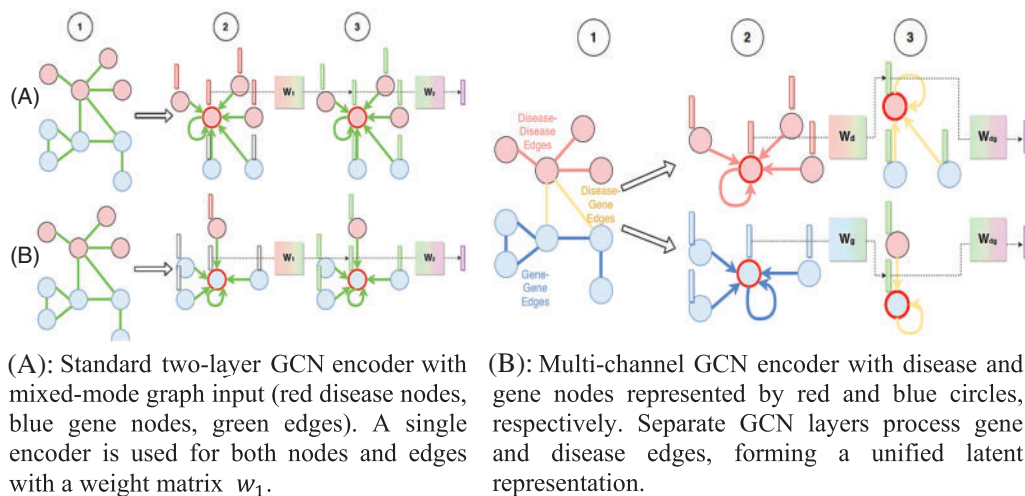 1
2
3
(A)
W₁
W₂
(B)
W₁
W₂
1
2
3
Disease-
Disease
Edges
Disease-
Gene
Edges
Gene-
Gene
Edges
Wd
Wdg
Wg
Wdg
(A): Standard two-layer GCN encoder with
mixed-mode graph input (red disease nodes,
blue gene nodes, green edges). A single
encoder is used for both nodes and edges
with a weight matrix w₁.
(B): Multi-channel GCN encoder with disease and
gene nodes represented by red and blue circles,
respectively. Separate GCN layers process gene
and disease edges, forming a unified latent
representation.